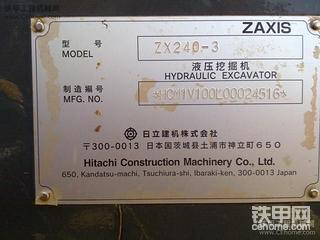 ZAXIS
型号
MODEL
ZX240-3
液压挖掘机
HYDRAULIC EXCAVATOR
制造编号
MFG. NO.
*HCM1V100L00024516*
日立建机株式会社
〒300-0013 日本国茨城县土浦市神立町650
Hitachi Construction Machinery Co., Ltd.
650, Kandatsu-machi, Tsuchiura-shi, Ibaraki-ken, 300-0013 Japan
铁甲网